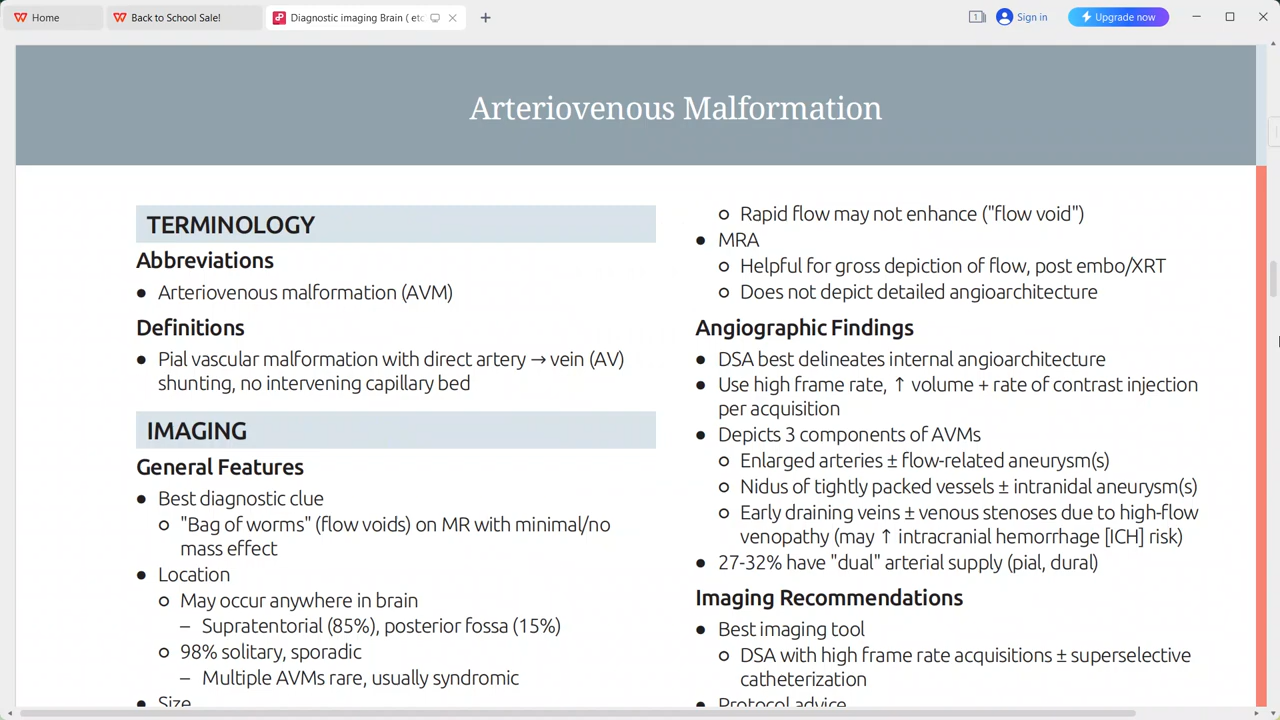 Home
Back to School Sale!
Diagnostic imaging Brain ( etc
1
Sign in
Upgrade now
Arteriovenous Malformation
TERMINOLOGY
Abbreviations
● Arteriovenous malformation (AVM)
Definitions
● Pial vascular malformation with direct artery → vein (AV)
shunting, no intervening capillary bed
IMAGING
General Features
● Best diagnostic clue
○ "Bag of worms" (flow voids) on MR with minimal/no
mass effect
● Location
○ May occur anywhere in brain
– Supratentorial (85%), posterior fossa (15%)
○ 98% solitary, sporadic
– Multiple AVMs rare, usually syndromic
● Size
○ Rapid flow may not enhance ("flow void")
● MRA
○ Helpful for gross depiction of flow, post embo/XRT
○ Does not depict detailed angioarchitecture
Angiographic Findings
● DSA best delineates internal angioarchitecture
● Use high frame rate, ↑ volume + rate of contrast injection
per acquisition
● Depicts 3 components of AVMs
○ Enlarged arteries ± flow-related aneurysm(s)
○ Nidus of tightly packed vessels ± intranidal aneurysm(s)
○ Early draining veins ± venous stenoses due to high-flow
venopathy (may ↑ intracranial hemorrhage [ICH] risk)
● 27-32% have "dual" arterial supply (pial, dural)
Imaging Recommendations
● Best imaging tool
○ DSA with high frame rate acquisitions ± superselective
catheterization
● Protocol advice